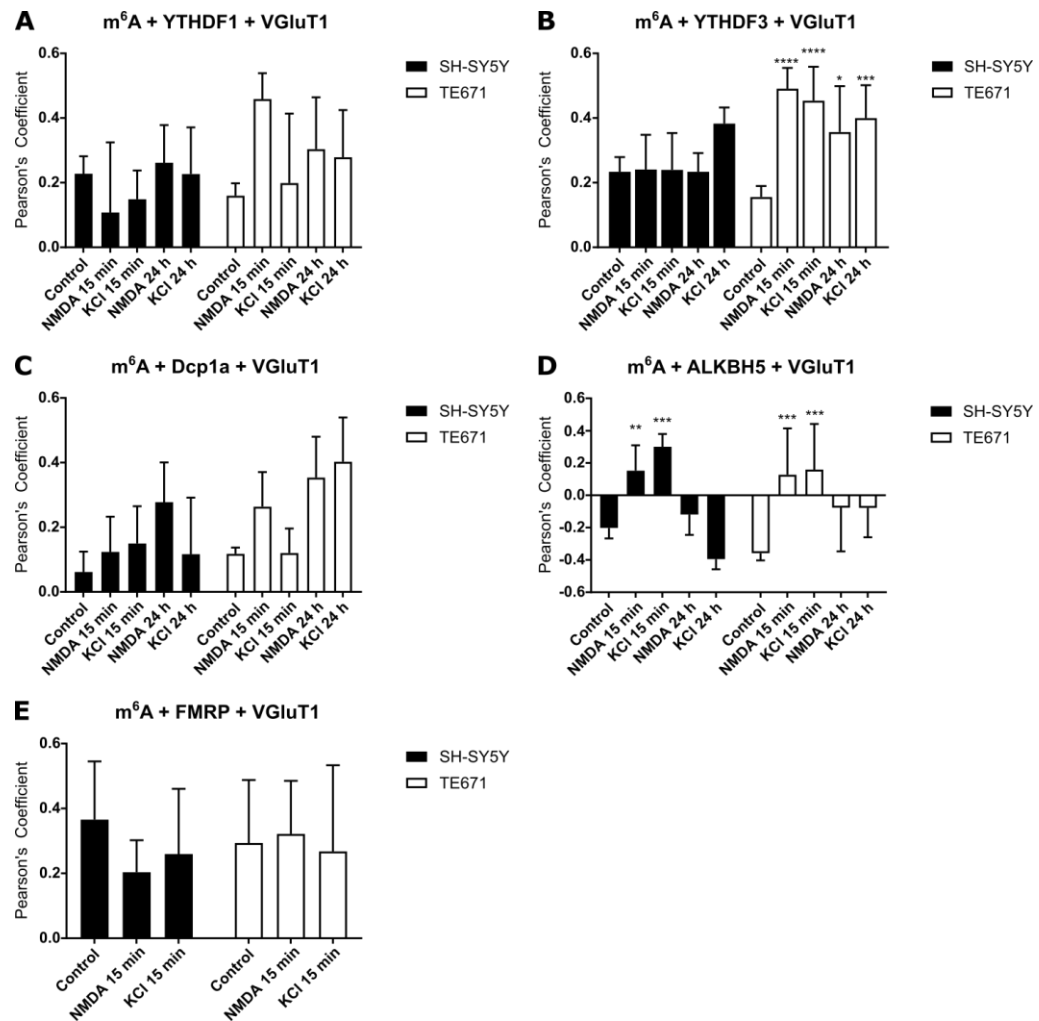 A
m⁶A + YTHDF1 + VGluT1
Pearson's Coefficient
0.6
0.4
0.2
0.0
Control
NMDA 15 min
KCl 15 min
NMDA 24 h
KCl 24 h
Control
NMDA 15 min
KCl 15 min
NMDA 24 h
KCl 24 h
SH-SY5Y
TE671
B
m⁶A + YTHDF3 + VGluT1
Pearson's Coefficient
0.6
0.4
0.2
0.0
**** **** * ***
Control
NMDA 15 min
KCl 15 min
NMDA 24 h
KCl 24 h
Control
NMDA 15 min
KCl 15 min
NMDA 24 h
KCl 24 h
SH-SY5Y
TE671
C
m⁶A + Dcp1a + VGluT1
Pearson's Coefficient
0.6
0.4
0.2
0.0
Control
NMDA 15 min
KCl 15 min
NMDA 24 h
KCl 24 h
Control
NMDA 15 min
KCl 15 min
NMDA 24 h
KCl 24 h
SH-SY5Y
TE671
D
m⁶A + ALKBH5 + VGluT1
Pearson's Coefficient
0.6
0.4
0.2
0.0
-0.2
-0.4
-0.6
** *** *** ***
Control
NMDA 15 min
KCl 15 min
NMDA 24 h
KCl 24 h
Control
NMDA 15 min
KCl 15 min
NMDA 24 h
KCl 24 h
SH-SY5Y
TE671
E
m⁶A + FMRP + VGluT1
Pearson's Coefficient
0.6
0.4
0.2
0.0
Control
NMDA 15 min
KCl 15 min
Control
NMDA 15 min
KCl 15 min
SH-SY5Y
TE671